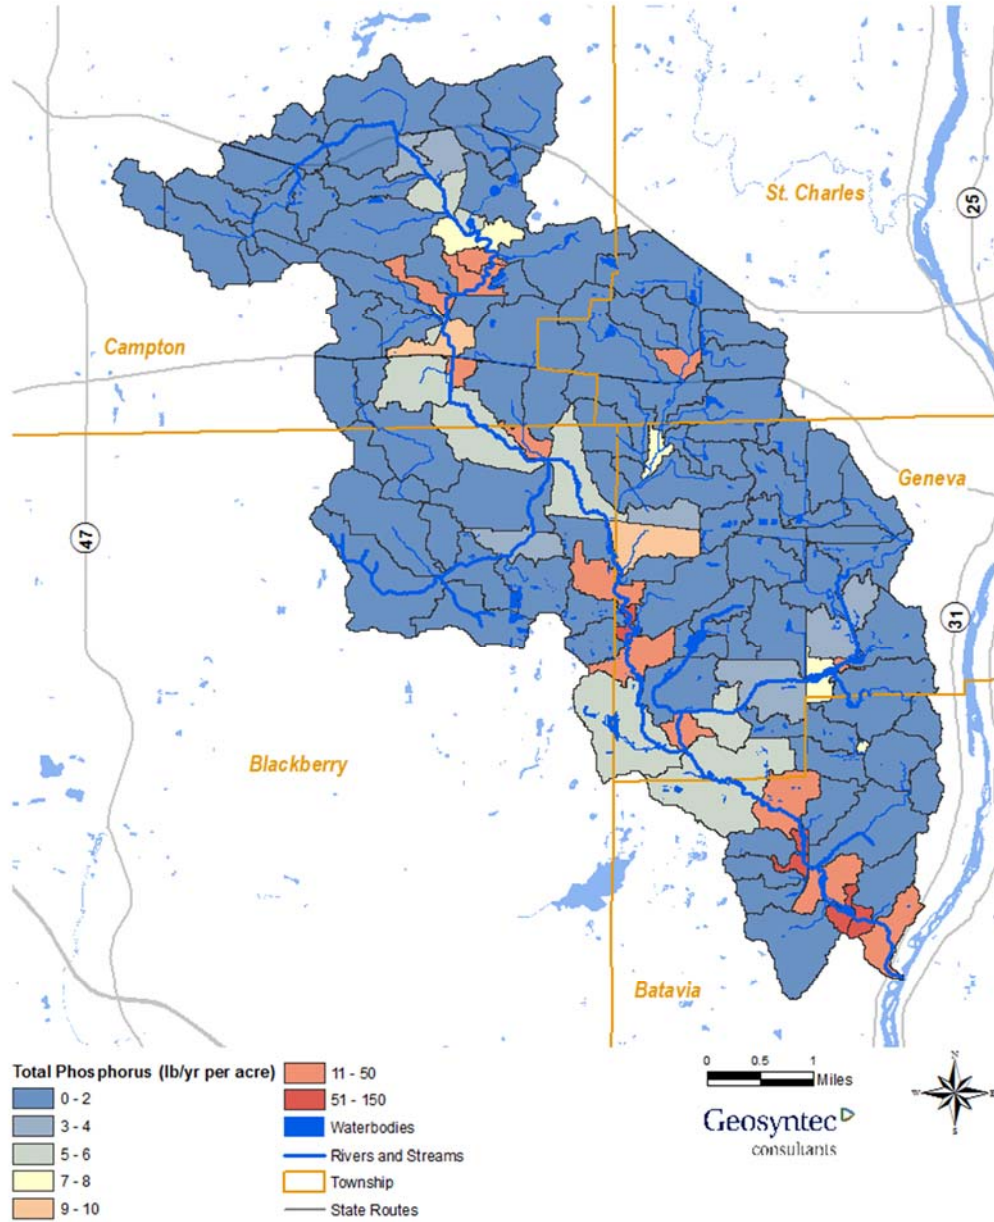 St. Charles
25
Campton
Geneva
47
31
Blackberry
Batavia
Total Phosphorus (lb/yr per acre)
0 - 2
3 - 4
5 - 6
7 - 8
9 - 10
11 - 50
51 - 150
Waterbodies
Rivers and Streams
Township
State Routes
0 0.5 1
Miles
Geosyntec
consultants
N
W E
S